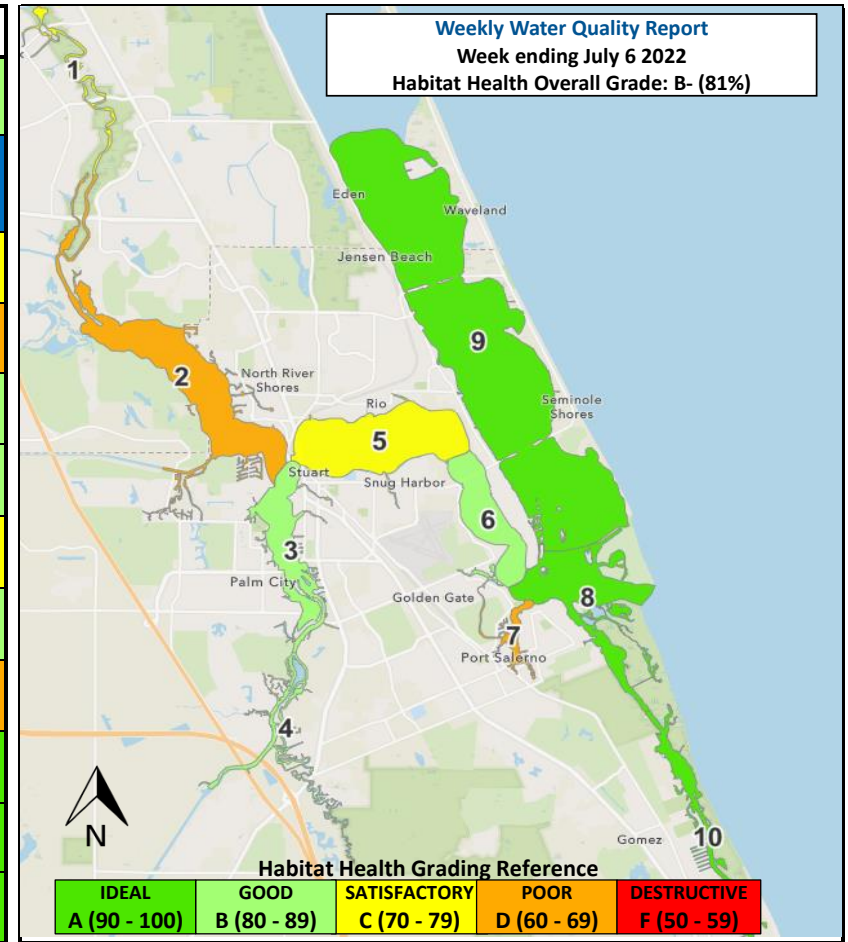 Weekly Water Quality Report
Week ending July 6 2022
Habitat Health Overall Grade: B- (81%)
1
Eden
Waveland
Jensen Beach
9
2
North River
Shores
Rio
Seminole
Shores
5
Stuart
Snug Harbor
6
3
Palm City
Golden Gate
8
7
Port Salerno
4
N
Gomez
10
Habitat Health Grading Reference
IDEAL GOOD SATISFACTORY POOR DESTRUCTIVE
A (90 - 100) B (80 - 89) C (70 - 79) D (60 - 69) F (50 - 59)